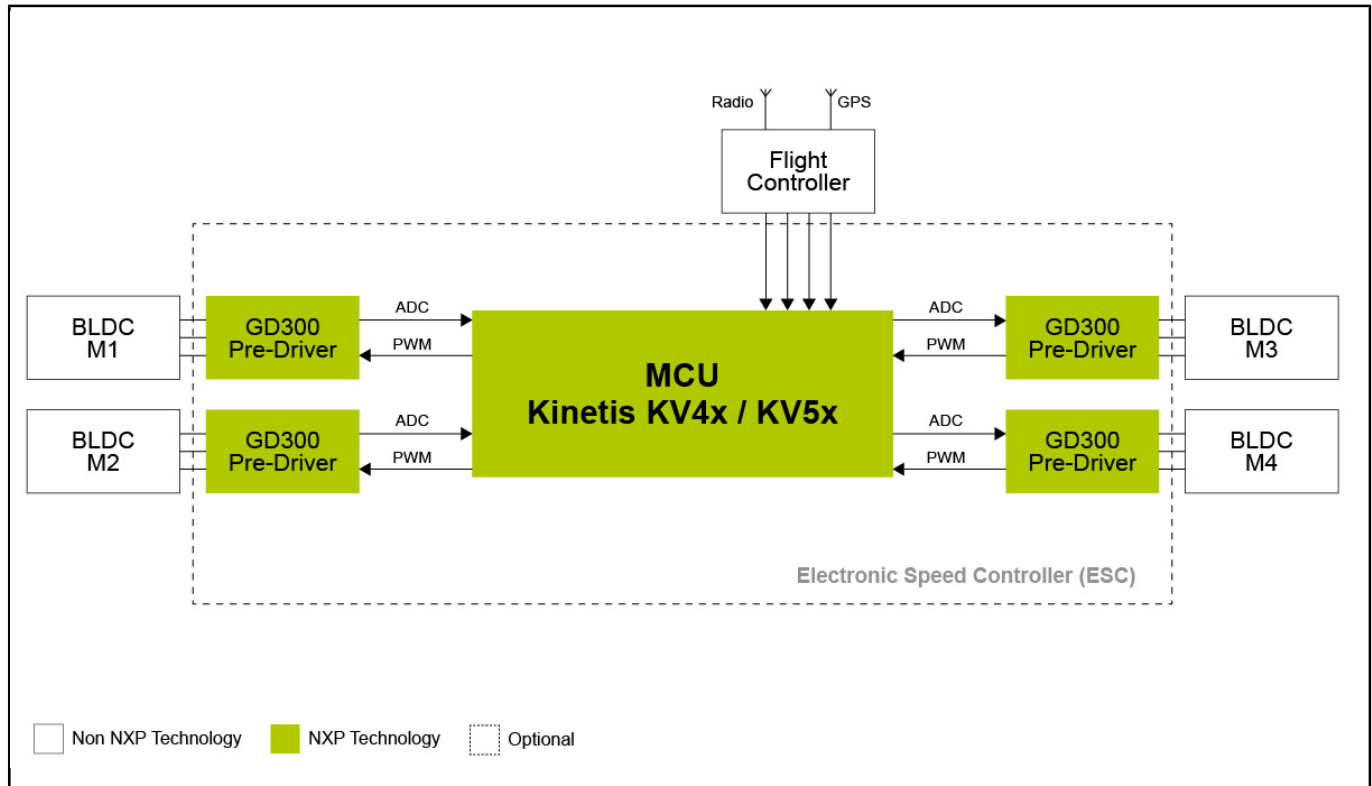 Radio
GPS
Flight
Controller
BLDC
M1
GD300
Pre-Driver
ADC
PWM
MCU
Kinetis KV4x / KV5x
ADC
PWM
GD300
Pre-Driver
BLDC
M3
BLDC
M2
GD300
Pre-Driver
ADC
PWM
ADC
PWM
GD300
Pre-Driver
BLDC
M4
Electronic Speed Controller (ESC)
Non NXP Technology
NXP Technology
Optional